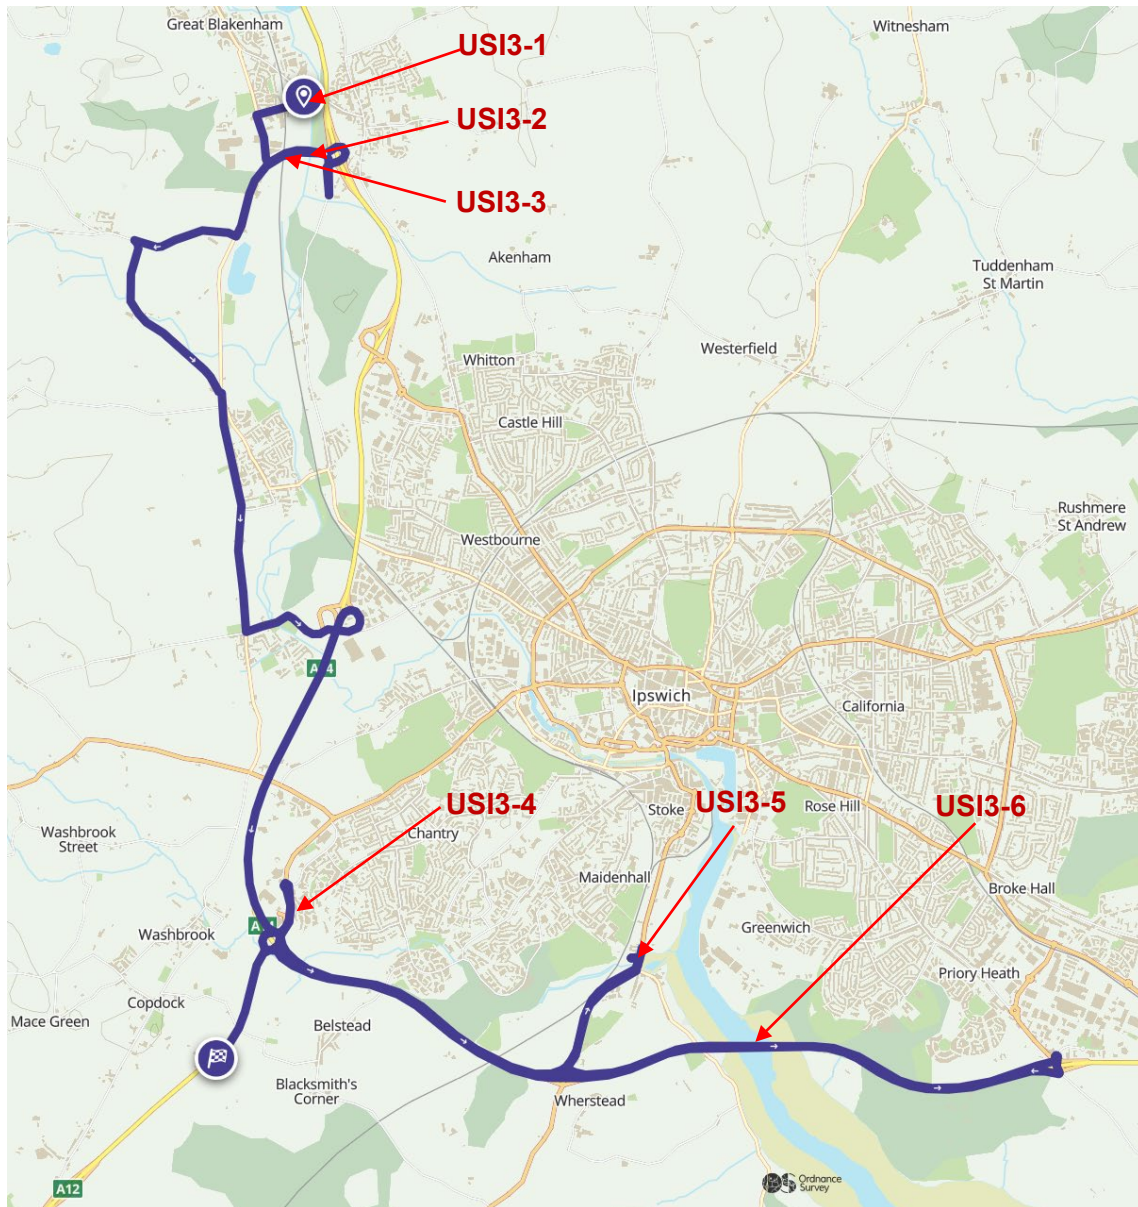 Great Blakenham
Witnesham
USI3-1
USI3-2
USI3-3
Akenham
Tuddenham
St Martin
Westerfield
Whitton
Castle Hill
Rushmere
St Andrew
Westbourne
A14
Ipswich
California
USI3-4
USI3-5
USI3-6
Stoke
Rose Hill
Washbrook
Street
Chantry
Maidenhall
Broke Hall
Greenwich
Washbrook
A14
Priory Heath
Copdock
Mace Green
Belstead
Blacksmith's
Corner
Wherstead
A12
OS Ordnance
Survey